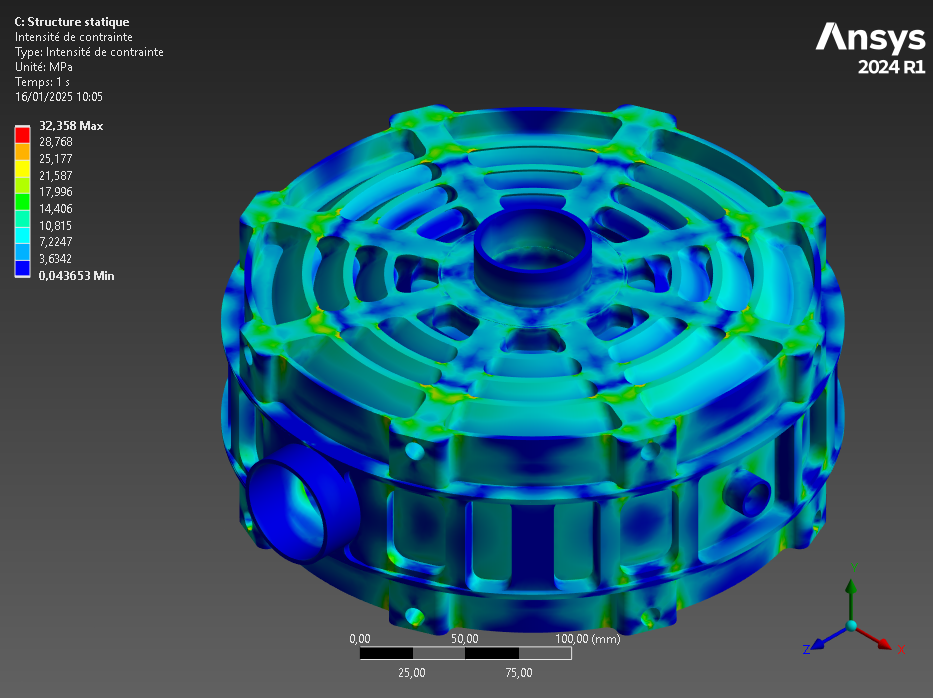 C: Structure statique
Intensité de contrainte
Type: Intensité de contrainte
Unité: MPa
Temps: 1 s
16/01/2025 10:05
Ansys
2024 R1
32,358 Max
28,768
25,177
21,587
17,996
14,406
10,815
7,2247
3,6342
0,043653 Min
0,00 50,00 100,00 (mm)
25,00 75,00
Y
Z X